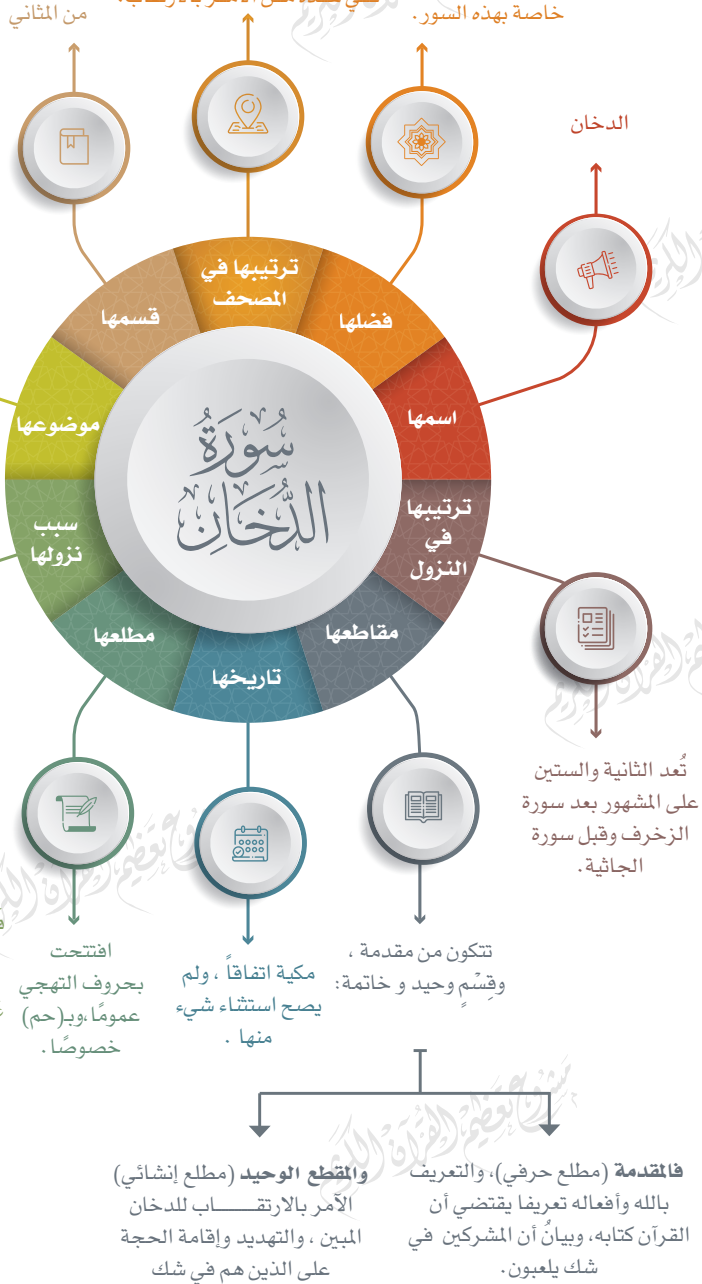 خاصة بهذه السور.
من المثاني
الدخان
ترتيبها في
المصحف
فضلها
قسمها
اسمها
موضوعها
سُورَةُ
الدُّخَانِ
ترتيبها
في
النزول
سبب
نزولها
مقاطعها
مطلعها
تاريخها
تُعد الثانية والستين
على المشهور بعد سورة
الزخرف وقبل سورة
الجاثية.
تتكون من مقدمة ،
وقِسْمٍ وحيد و خاتمة:
مكية اتفاقاً ، ولم
يصح استثناء شيء
منها .
افتتحت
بحروف التهجي
عمومًا،وبـ(حم)
خصوصًا.
فالمقدمة (مطلع حرفي)، والتعريف
بالله وأفعاله تعريفا يقتضي أن
القرآن كتابه، وبيانُ أن المشركين في
شك يلعبون.
والمقطع الوحيد (مطلع إنشائي)
الآمر بالارتقــــــاب للدخان
المبين ، والتهديد وإقامة الحجة
على الذين هم في شك